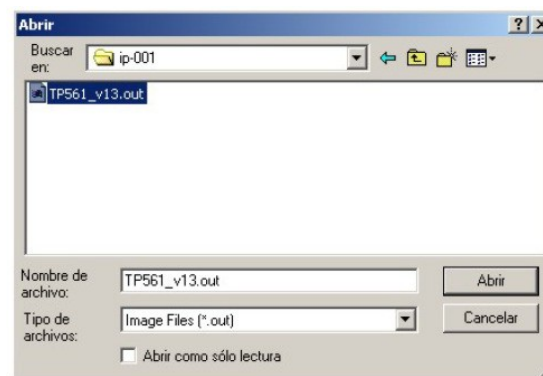 Abrir
Buscar
en:
ip-001
TP561_v13.out
Nombre de
archivo:
TP561_v13.out
Abrir
Tipo de
archivos:
Image Files (*.out)
Cancelar
Abrir como sólo lectura